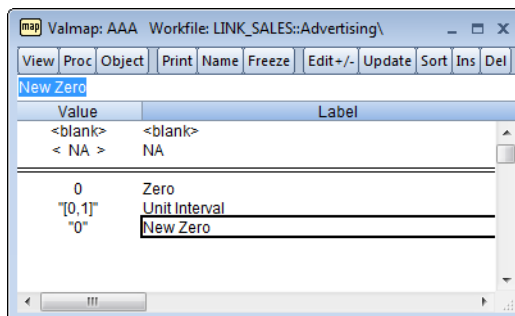 map Valmap: AAA Workfile: LINK_SALES::Advertising\
View Proc Object Print Name Freeze Edit+/- Update Sort Ins Del
New Zero
Value Label
<blank> <blank>
< NA > NA
0 Zero
"[0,1]" Unit Interval
"0" New Zero